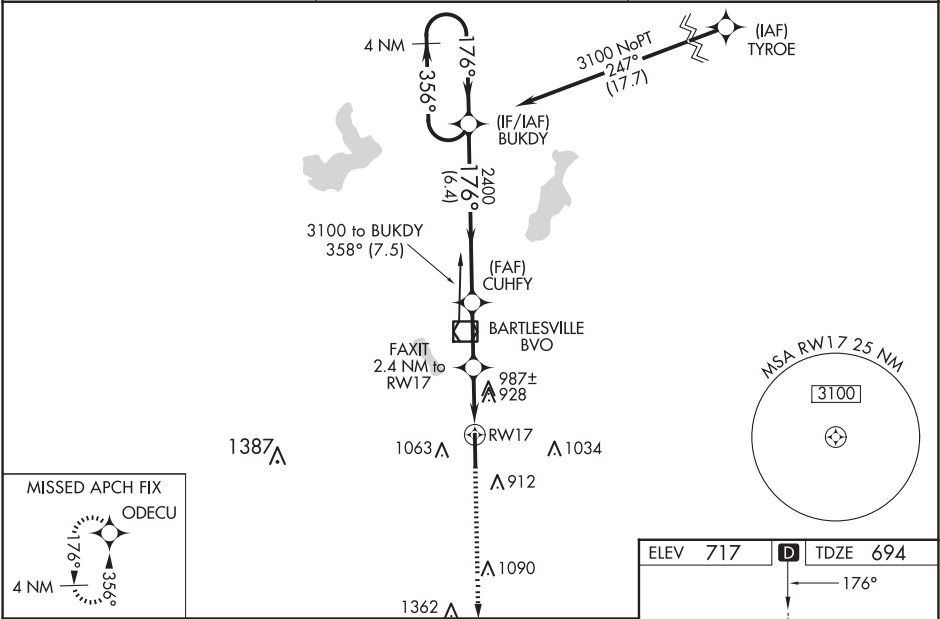 (IAF)
TYROE
3100 NoPT
247°
(17.7)
4 NM
176°
356°
(IF/IAF)
BUKDY
2400
176°
(6.4)
3100 to BUKDY
358° (7.5)
(FAF)
CUHFY
BARTLESVILLE
BVO
FAXIT
2.4 NM to
RW17
987±
928
MSA RW17 25 NM
3100
1387
1063
RW17
1034
912
MISSED APCH FIX
ODECU
176°
356°
4 NM
1090
1362
ELEV 717 D TDZE 694
176°